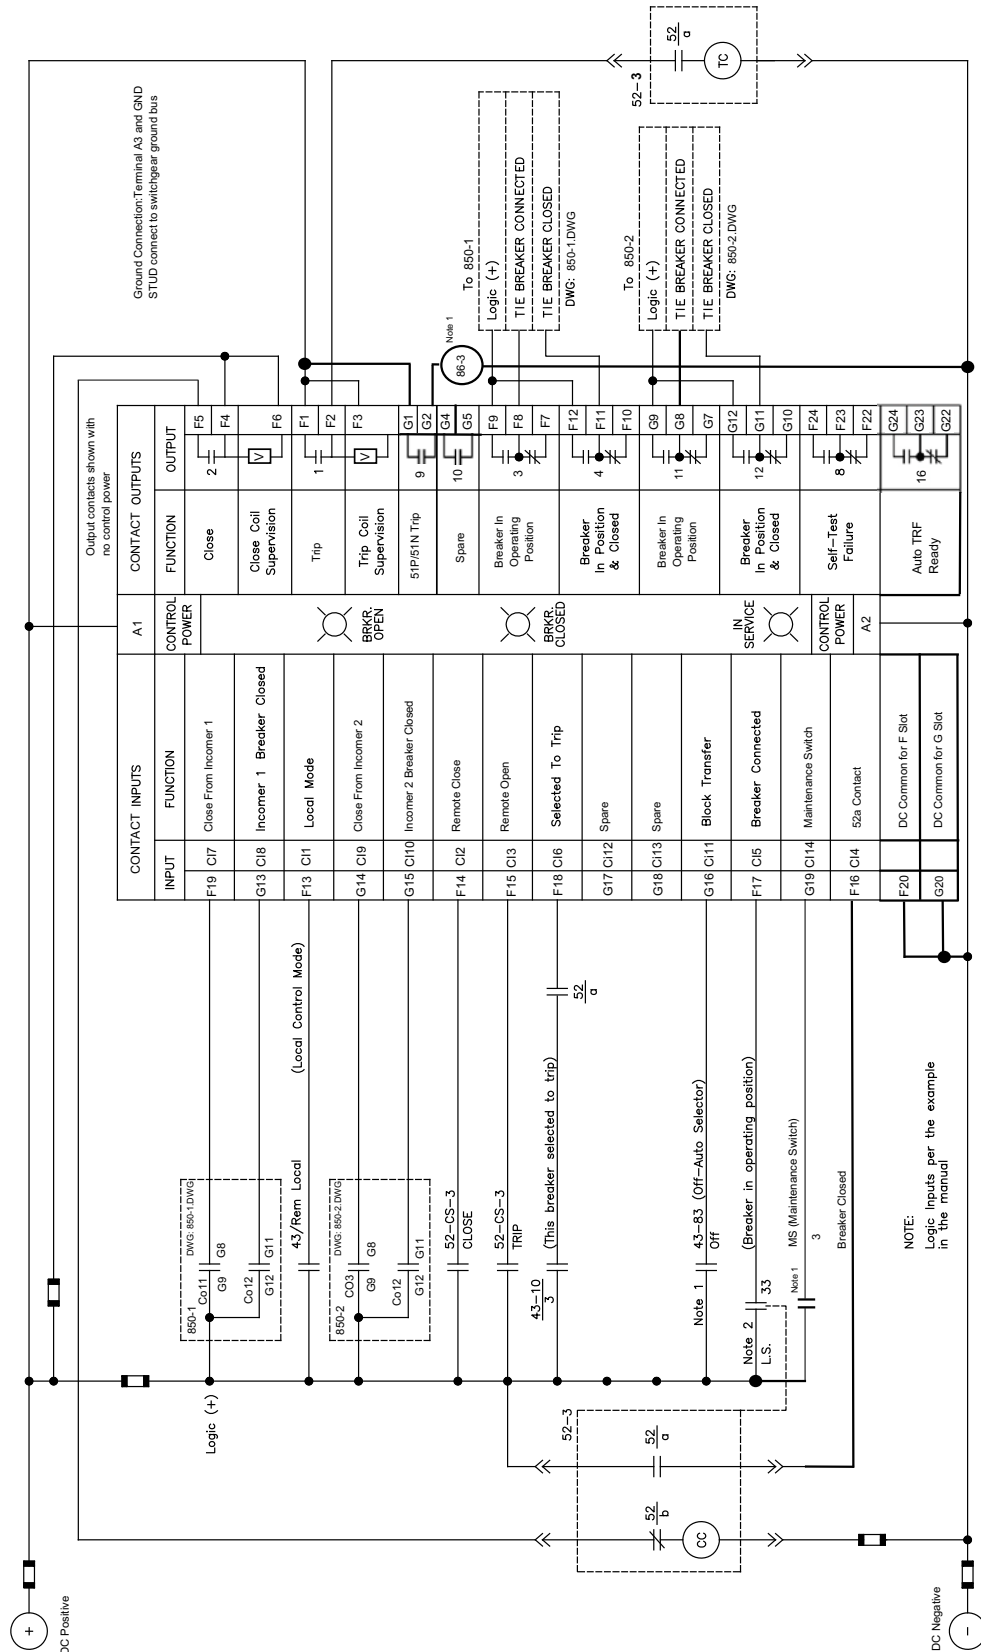 Ground Connection:Terminal A3 and GND
STUD connect to switchgear ground bus
Output contacts shown with
no control power
+
DC Positive
DC Negative
−
Logic (+)
CONTACT INPUTS
INPUT
FUNCTION
F19 CI7 Close From Incomer 1
G13 CI8 Incomer 1 Breaker Closed
F13 CI1 Local Mode
G14 CI9 Close From Incomer 2
G15 CI10 Incomer 2 Breaker Closed
F14 CI2 Remote Close
F15 CI3 Remote Open
F18 CI6 Selected To Trip
G17 Ci12 Spare
G18 Ci13 Spare
G16 Ci11 Block Transfer
F17 CI5 Breaker Connected
G19 CI14 Maintenance Switch
F16 CI4 52a Contact
F20 DC Common for F Slot
G20 DC Common for G Slot
A1
CONTROL
POWER
BRKR.
OPEN
BRKR.
CLOSED
IN
SERVICE
CONTROL
POWER
A2
CONTACT OUTPUTS
FUNCTION
OUTPUT
Close
2
F5
F4
Close Coil
Supervision
V
F6
Trip
1
F1
F2
Trip Coil
Supervision
V
F3
51P/51N Trip
9
G1
G2
Spare
10
G4
G5
Breaker In
Operating
Position
3
F9
F8
F7
Breaker
In Position
& Closed
4
F12
F11
F10
Breaker In
Operating
Position
11
G9
G8
G7
Breaker
In Position
& Closed
12
G12
G11
G10
Self-Test
Failure
8
F24
F23
F22
Auto TRF
Ready
16
G24
G23
G22
850-1
DWG: 850-1.DWG
Co11
G9
G8
Co12
G12
G11
43/Rem Local
(Local Control Mode)
850-2
DWG: 850-2.DWG
CO3
G9
G8
Co12
G12
G11
52-CS-3
CLOSE
52-CS-3
TRIP
43-10
3
(This breaker selected to trip)
52
a
Note 1
43-83 (Off-Auto Selector)
Off
Note 2
L.S.
33
(Breaker in operating position)
Note 1
MS (Maintenance Switch)
3
Breaker Closed
52-3
52
a
52
b
CC
NOTE:
Logic Inputs per the example
in the manual
Note 1
86-3
To 850-1
Logic (+)
TIE BREAKER CONNECTED
TIE BREAKER CLOSED
DWG: 850-1.DWG
To 850-2
Logic (+)
TIE BREAKER CONNECTED
TIE BREAKER CLOSED
DWG: 850-2.DWG
52-3
52
a
TC